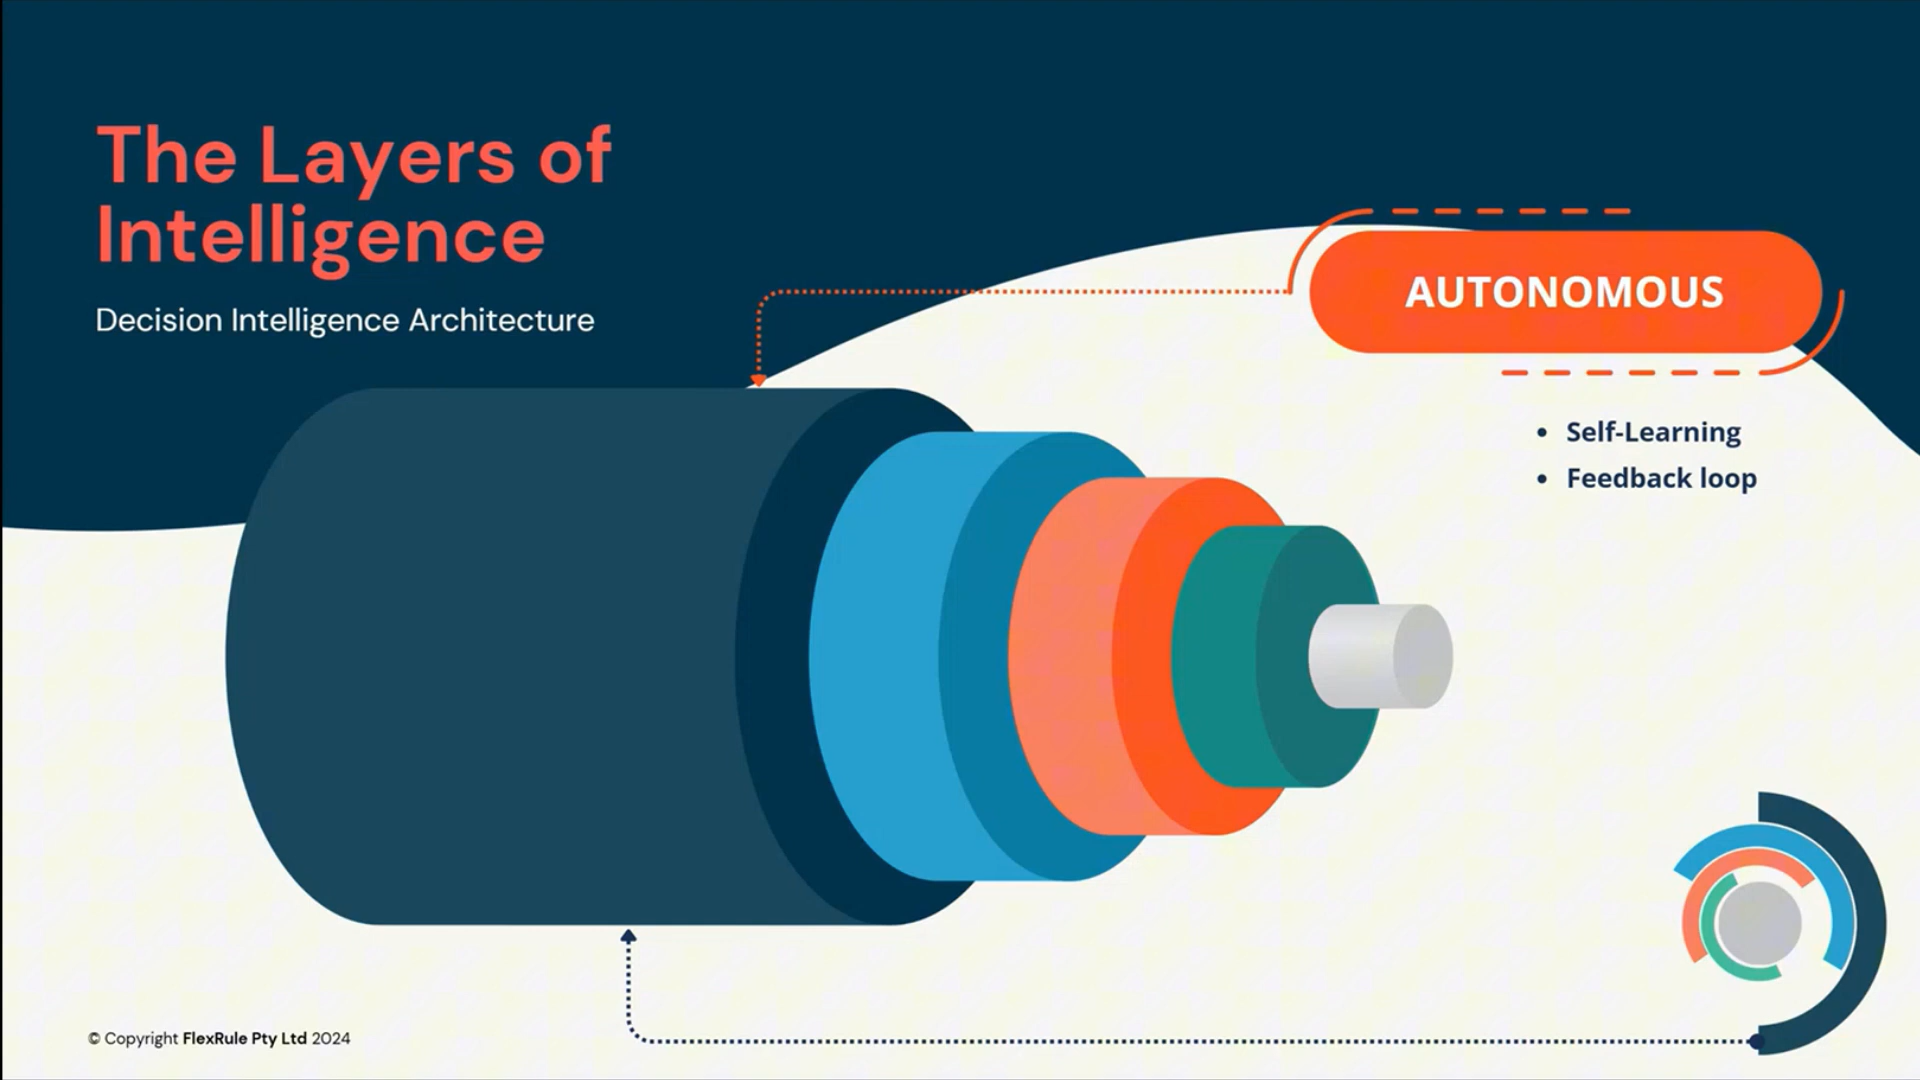 The Layers of
Intelligence
Decision Intelligence Architecture
AUTONOMOUS
• Self-Learning
• Feedback loop
© Copyright FlexRule Pty Ltd 2024